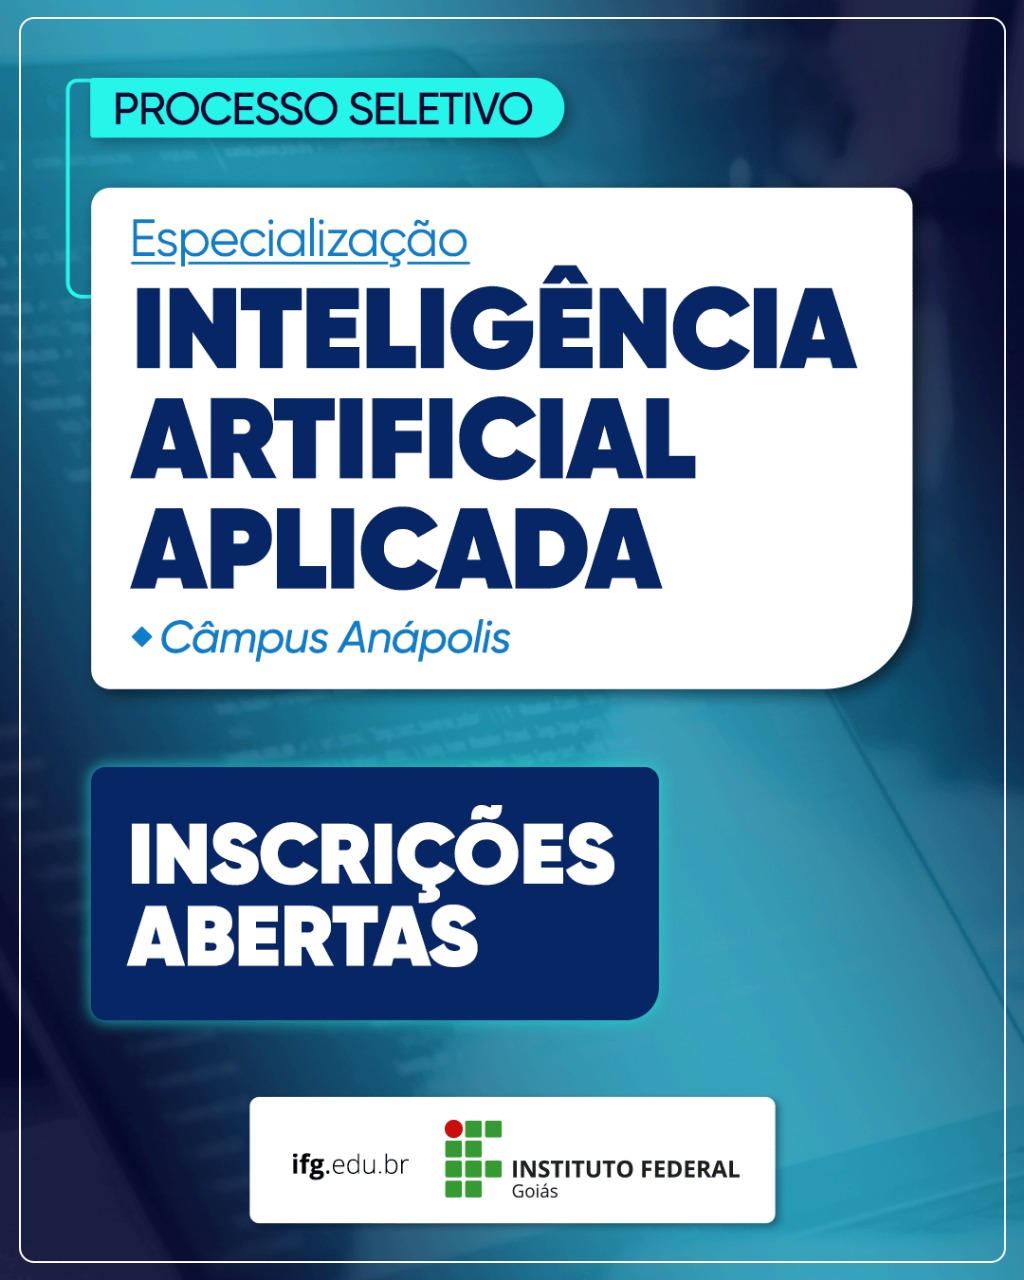 PROCESSO SELETIVO
Especialização
INTELIGÊNCIA
ARTIFICIAL
APLICADA
Câmpus Anápolis
INSCRIÇÕES
ABERTAS
ifg.edu.br
INSTITUTO FEDERAL
Goiás